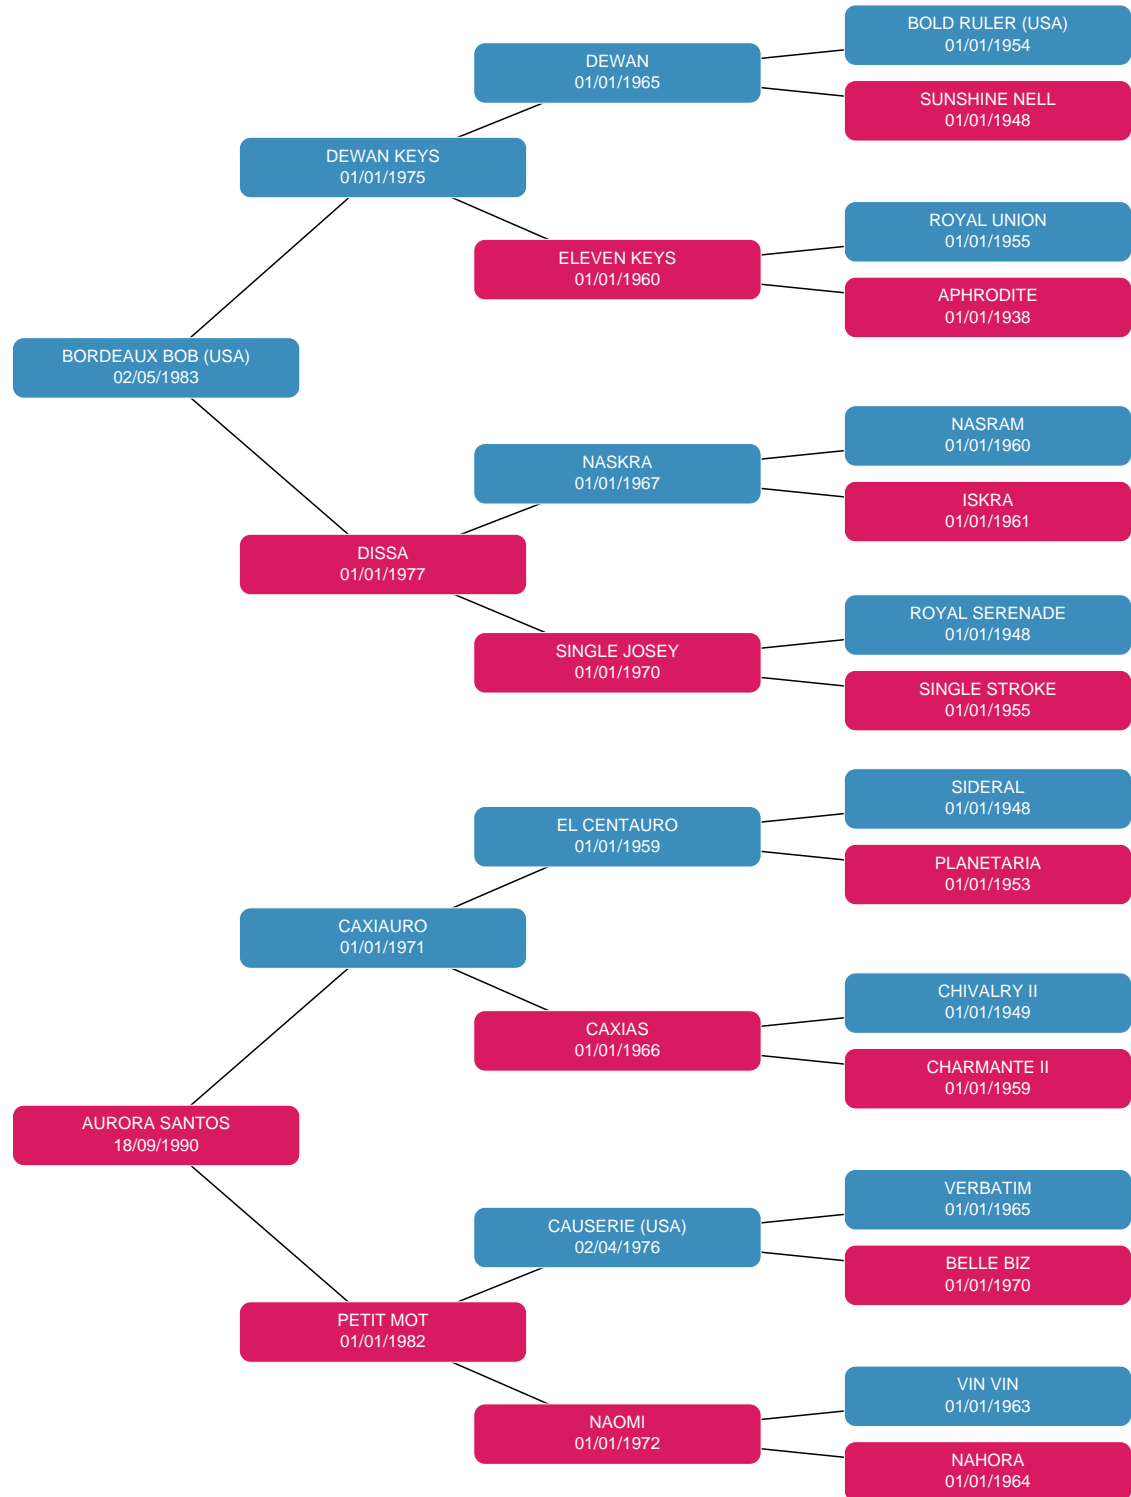 BOLD RULER (USA)
01/01/1954
DEWAN
01/01/1965
SUNSHINE NELL
01/01/1948
DEWAN KEYS
01/01/1975
ROYAL UNION
01/01/1955
ELEVEN KEYS
01/01/1960
APHRODITE
01/01/1938
BORDEAUX BOB (USA)
02/05/1983
NASRAM
01/01/1960
NASKRA
01/01/1967
ISKRA
01/01/1961
DISSA
01/01/1977
ROYAL SERENADE
01/01/1948
SINGLE JOSEY
01/01/1970
SINGLE STROKE
01/01/1955
SIDERAL
01/01/1948
EL CENTAURO
01/01/1959
PLANETARIA
01/01/1953
CAXIAURO
01/01/1971
CHIVALRY II
01/01/1949
CAXIAS
01/01/1966
CHARMANTE II
01/01/1959
AURORA SANTOS
18/09/1990
VERBATIM
01/01/1965
CAUSERIE (USA)
02/04/1976
BELLE BIZ
01/01/1970
PETIT MOT
01/01/1982
VIN VIN
01/01/1963
NAOMI
01/01/1972
NAHORA
01/01/1964